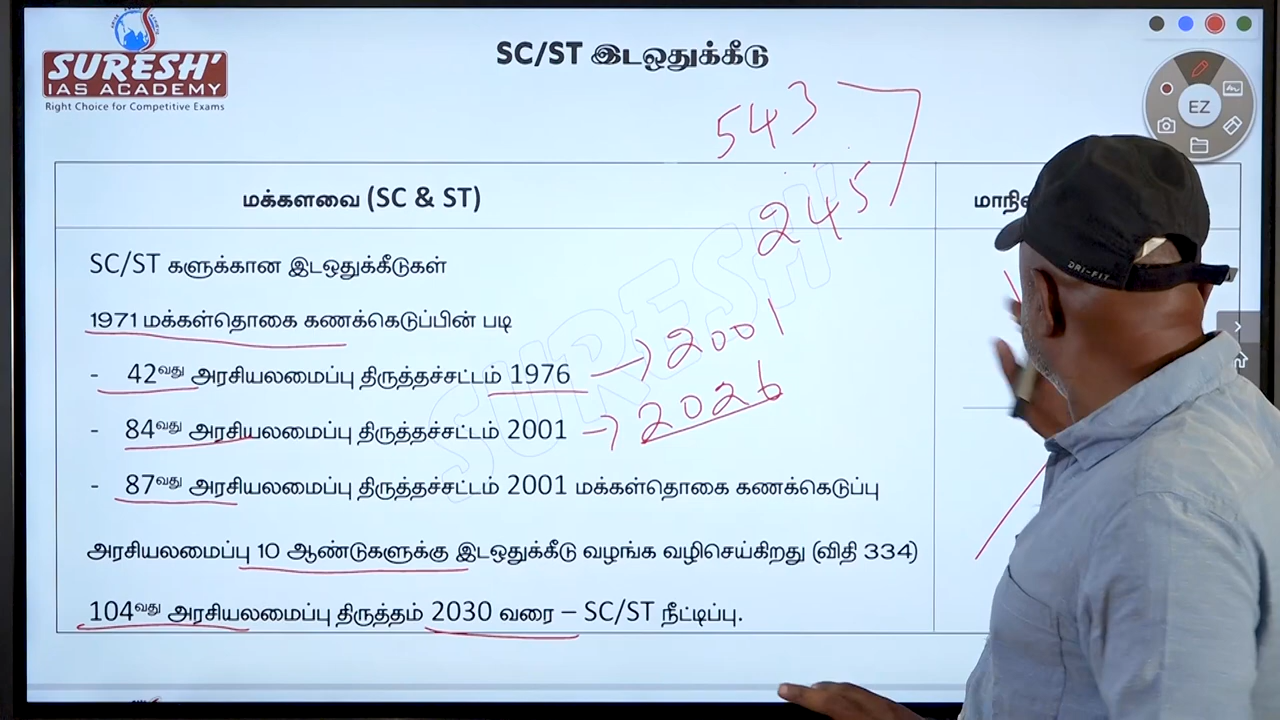 SURESH'
IAS ACADEMY
Right Choice for Competitive Exams
SC/ST இடஒதுக்கீடு
543
245
EZ
மக்களவை (SC & ST)
DRI-FIT
SC/ST களுக்கான இடஒதுக்கீடுகள்
1971 மக்கள்தொகை கணக்கெடுப்பின் படி
- 42வது அரசியலமைப்பு திருத்தச்சட்டம் 1976 → 2001
- 84வது அரசியலமைப்பு திருத்தச்சட்டம் 2001 → 2026
- 87வது அரசியலமைப்பு திருத்தச்சட்டம் 2001 மக்கள்தொகை கணக்கெடுப்பு
அரசியலமைப்பு 10 ஆண்டுகளுக்கு இடஒதுக்கீடு வழங்க வழிசெய்கிறது (விதி 334)
104வது அரசியலமைப்பு திருத்தம் 2030 வரை – SC/ST நீட்டிப்பு.
SURESH